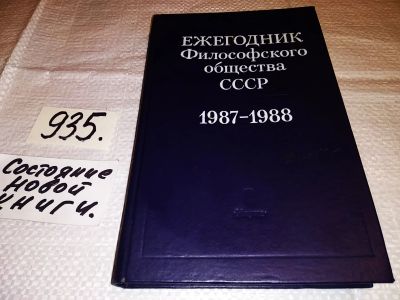 ЕЖЕГОДНИК
Философского
общества
СССР
1987-1988
935.
Состояние
новой
книги.